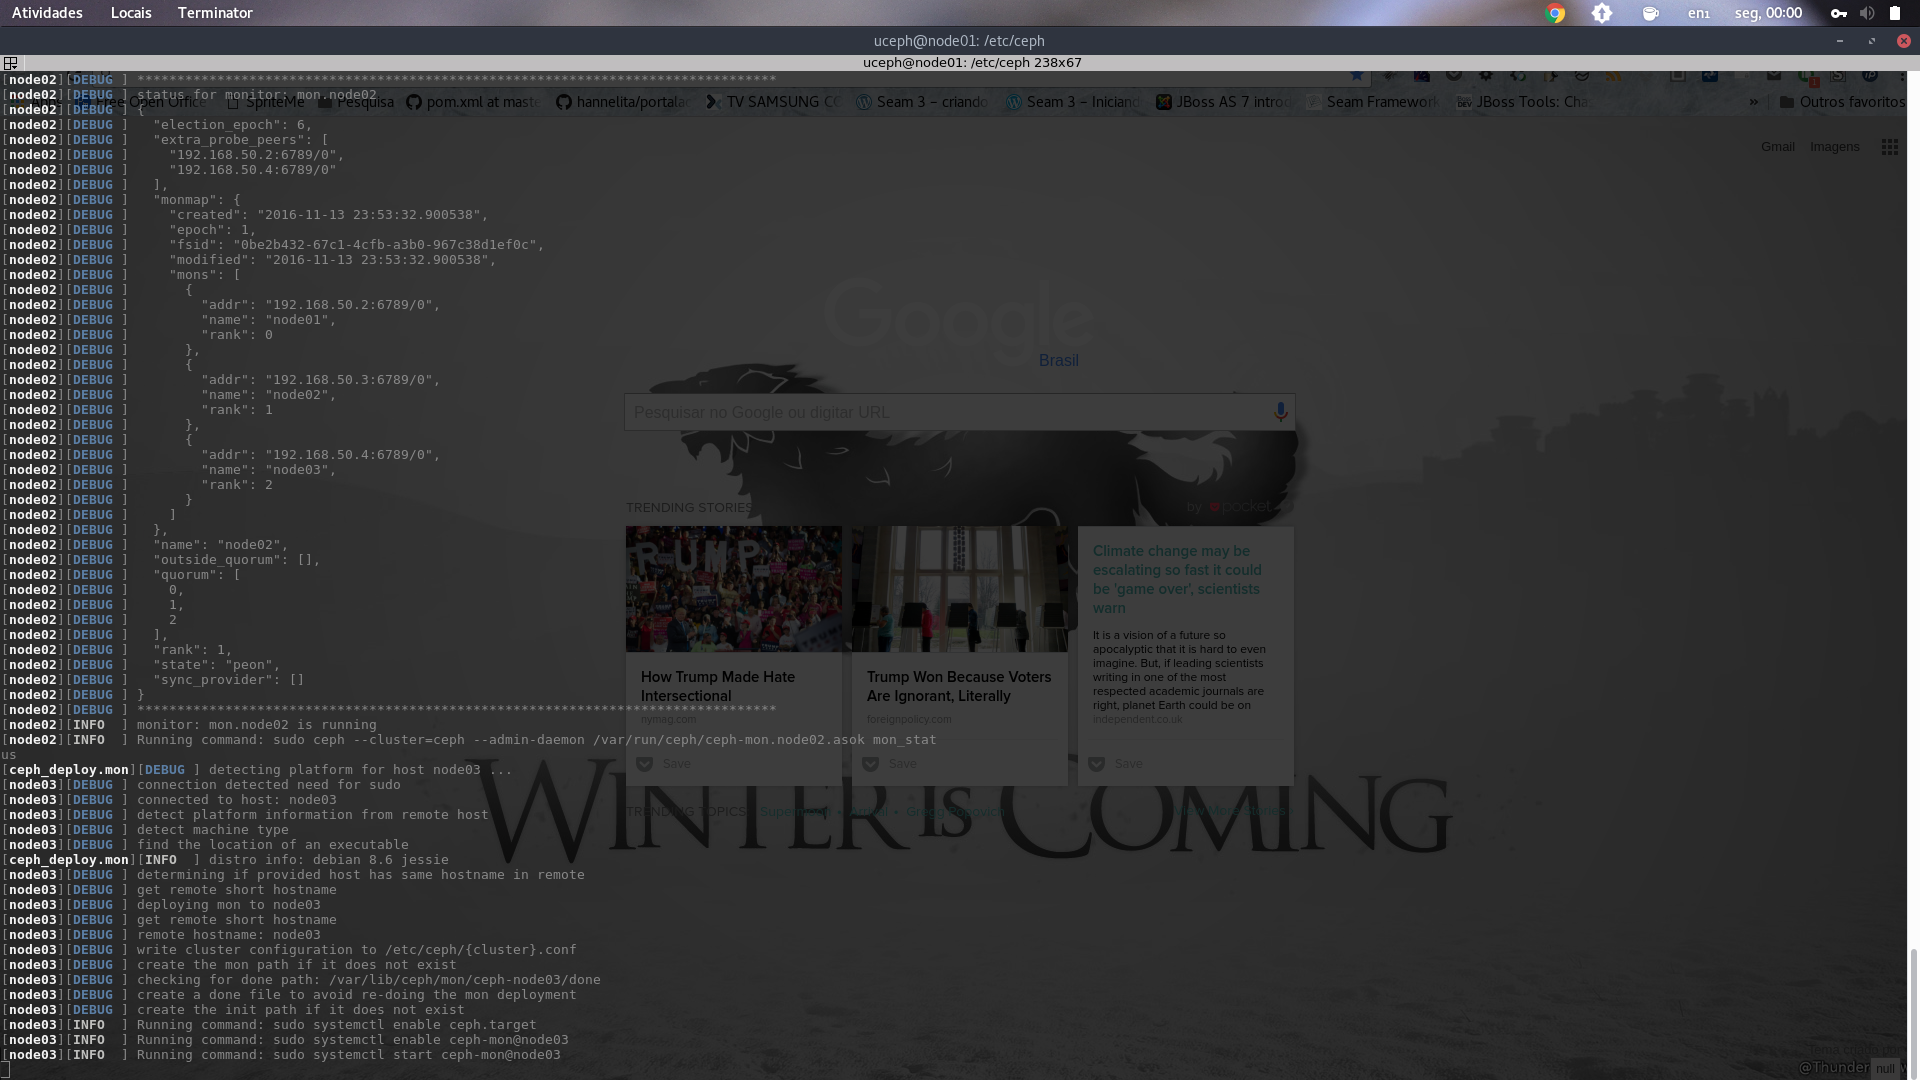 Atividades Locais Terminator en₁ seg, 00:00
uceph@node01: /etc/ceph
uceph@node01: /etc/ceph 238x67
[node02][DEBUG ] ********************************************************************************
[node02][DEBUG ] status for monitor: mon.node02
[node02][DEBUG ] {
[node02][DEBUG ]   "election_epoch": 6,
[node02][DEBUG ]   "extra_probe_peers": [
[node02][DEBUG ]     "192.168.50.2:6789/0",
[node02][DEBUG ]     "192.168.50.4:6789/0"
[node02][DEBUG ]   ],
[node02][DEBUG ]   "monmap": {
[node02][DEBUG ]     "created": "2016-11-13 23:53:32.900538",
[node02][DEBUG ]     "epoch": 1,
[node02][DEBUG ]     "fsid": "0be2b432-67c1-4cfb-a3b0-967c38d1ef0c",
[node02][DEBUG ]     "modified": "2016-11-13 23:53:32.900538",
[node02][DEBUG ]     "mons": [
[node02][DEBUG ]       {
[node02][DEBUG ]         "addr": "192.168.50.2:6789/0",
[node02][DEBUG ]         "name": "node01",
[node02][DEBUG ]         "rank": 0
[node02][DEBUG ]       },
[node02][DEBUG ]       {
[node02][DEBUG ]         "addr": "192.168.50.3:6789/0",
[node02][DEBUG ]         "name": "node02",
[node02][DEBUG ]         "rank": 1
[node02][DEBUG ]       },
[node02][DEBUG ]       {
[node02][DEBUG ]         "addr": "192.168.50.4:6789/0",
[node02][DEBUG ]         "name": "node03",
[node02][DEBUG ]         "rank": 2
[node02][DEBUG ]       }
[node02][DEBUG ]     ]
[node02][DEBUG ]   },
[node02][DEBUG ]   "name": "node02",
[node02][DEBUG ]   "outside_quorum": [],
[node02][DEBUG ]   "quorum": [
[node02][DEBUG ]     0,
[node02][DEBUG ]     1,
[node02][DEBUG ]     2
[node02][DEBUG ]   ],
[node02][DEBUG ]   "rank": 1,
[node02][DEBUG ]   "state": "peon",
[node02][DEBUG ]   "sync_provider": []
[node02][DEBUG ] }
[node02][DEBUG ] ********************************************************************************
[node02][INFO  ] monitor: mon.node02 is running
[node02][INFO  ] Running command: sudo ceph --cluster=ceph --admin-daemon /var/run/ceph/ceph-mon.node02.asok mon_stat
us
[ceph_deploy.mon][DEBUG ] detecting platform for host node03 ...
[node03][DEBUG ] connection detected need for sudo
[node03][DEBUG ] connected to host: node03
[node03][DEBUG ] detect platform information from remote host
[node03][DEBUG ] detect machine type
[node03][DEBUG ] find the location of an executable
[ceph_deploy.mon][INFO  ] distro info: debian 8.6 jessie
[node03][DEBUG ] determining if provided host has same hostname in remote
[node03][DEBUG ] get remote short hostname
[node03][DEBUG ] deploying mon to node03
[node03][DEBUG ] get remote short hostname
[node03][DEBUG ] remote hostname: node03
[node03][DEBUG ] write cluster configuration to /etc/ceph/{cluster}.conf
[node03][DEBUG ] create the mon path if it does not exist
[node03][DEBUG ] checking for done path: /var/lib/ceph/mon/ceph-node03/done
[node03][DEBUG ] create a done file to avoid re-doing the mon deployment
[node03][DEBUG ] create the init path if it does not exist
[node03][INFO  ] Running command: sudo systemctl enable ceph.target
[node03][INFO  ] Running command: sudo systemctl enable ceph-mon@node03
[node03][INFO  ] Running command: sudo systemctl start ceph-mon@node03
Free Open Office SpriteMe Pesquisa pom.xml at maste hannelita/portala TV SAMSUNG CO Seam 3 – criando Seam 3 – Iniciand JBoss AS 7 introd Seam Framework JBoss Tools: Cha » Outros favoritos
Gmail Imagens
Google
Brasil
Pesquisar no Google ou digitar URL
TRENDING STORIES by pocket
How Trump Made Hate
Intersectional
nymag.com
Save
Trump Won Because Voters
Are Ignorant, Literally
foreignpolicy.com
Save
Climate change may be
escalating so fast it could
be 'game over', scientists
warn
It is a vision of a future so
apocalyptic that it is hard to even
imagine. But, if leading scientists
writing in one of the most
respected academic journals are
right, planet Earth could be on
independent.co.uk
Save
TRUMP
TRENDING TOPICS • • Gregg Popovich View More Stories
WINTER IS COMING
@Thunder null